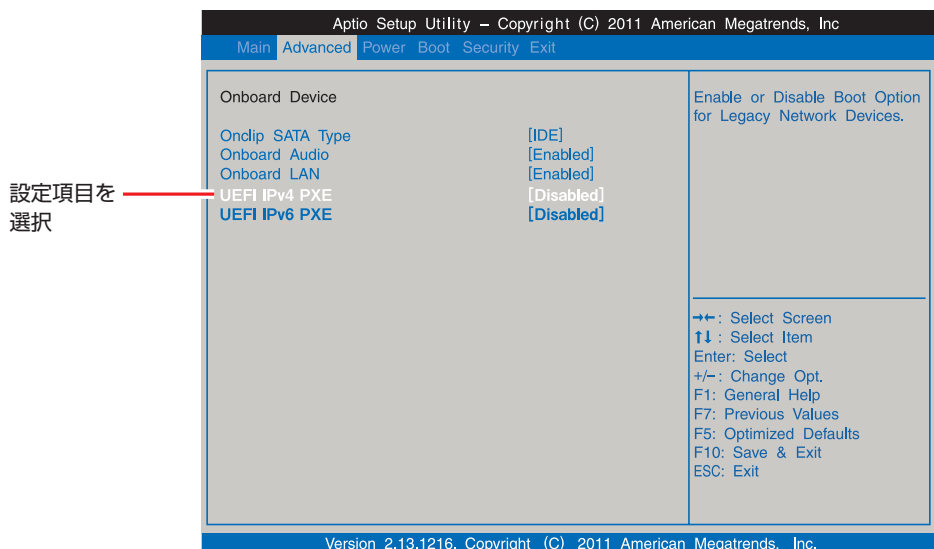 Aptio Setup Utility – Copyright (C) 2011 American Megatrends, Inc
Main Advanced Power Boot Security Exit
Onboard Device
Onclip SATA Type [IDE]
Onboard Audio [Enabled]
Onboard LAN [Enabled]
UEFI IPv4 PXE [Disabled]
UEFI IPv6 PXE [Disabled]
設定項目を
選択
Enable or Disable Boot Option
for Legacy Network Devices.
→←: Select Screen
↑↓ : Select Item
Enter: Select
+/−: Change Opt.
F1: General Help
F7: Previous Values
F5: Optimized Defaults
F10: Save & Exit
ESC: Exit
Version 2.13.1216. Copyright (C) 2011 American Megatrends, Inc.